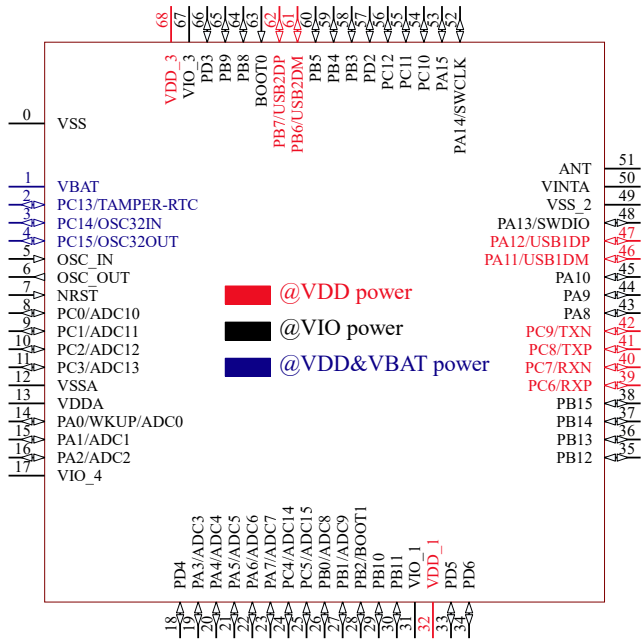 68 67 66 65 64 63 62 61 60 59 58 57 56 55 54 53 52
VDD_3
VIO_3
PD3
PB9
PB8
BOOT0
PB7/USB2DP
PB6/USB2DM
PB5
PB4
PB3
PD2
PC12
PC11
PC10
PA15
PA14/SWCLK
0 VSS
1 VBAT
2 PC13/TAMPER-RTC
3 PC14/OSC32IN
4 PC15/OSC32OUT
5 OSC_IN
6 OSC_OUT
7 NRST
8 PC0/ADC10
9 PC1/ADC11
10 PC2/ADC12
11 PC3/ADC13
12 VSSA
13 VDDA
14 PA0/WKUP/ADC0
15 PA1/ADC1
16 PA2/ADC2
17 VIO_4
@VDD power
@VIO power
@VDD&VBAT power
ANT 51
VINTA 50
VSS_2 49
PA13/SWDIO 48
PA12/USB1DP 47
PA11/USB1DM 46
PA10 45
PA9 44
PA8 43
PC9/TXN 42
PC8/TXP 41
PC7/RXN 40
PC6/RXP 39
PB15 38
PB14 37
PB13 36
PB12 35
PD4
PA3/ADC3
PA4/ADC4
PA5/ADC5
PA6/ADC6
PA7/ADC7
PC4/ADC14
PC5/ADC15
PB0/ADC8
PB1/ADC9
PB2/BOOT1
PB10
PB11
VIO_1
VDD_1
PD5
PD6
18 19 20 21 22 23 24 25 26 27 28 29 30 31 32 33 34